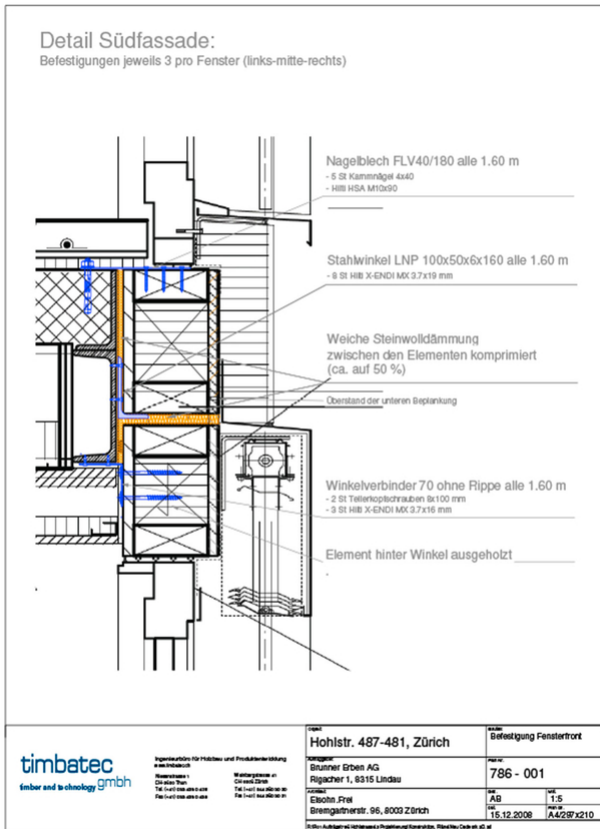 Detail Südfassade:
Befestigungen jeweils 3 pro Fenster (links-mitte-rechts)
Nagelblech FLV40/180 alle 1.60 m
- 5 St Kammnägel 4x40
- Hilti HSA M10x90
Stahlwinkel LNP 100x50x6x160 alle 1.60 m
- 6 St Hilti X-ENDI MX 3.7x19 mm
Weiche Steinwolldämmung
zwischen den Elementen komprimiert
(ca. auf 50 %)
Überstand der unteren Beplankung
Winkelverbinder 70 ohne Rippe alle 1.60 m
- 2 St Tellerkopfschrauben 8x100 mm
- 3 St Hilti X-ENDI MX 3.7x16 mm
Element hinter Winkel ausgeholzt
timbatec gmbh
timber and technology
Ingenieurbüro für Holzbau und Produkteentwicklung
Hohlstr. 487-481, Zürich
Befestigung Fensterfront
Brunner Erben AG
Rigacher 1, 8315 Lindau
786 - 001
Bremgartnerstr. 96, 8003 Zürich
AB
1:5
15.12.2008
A4/297x210